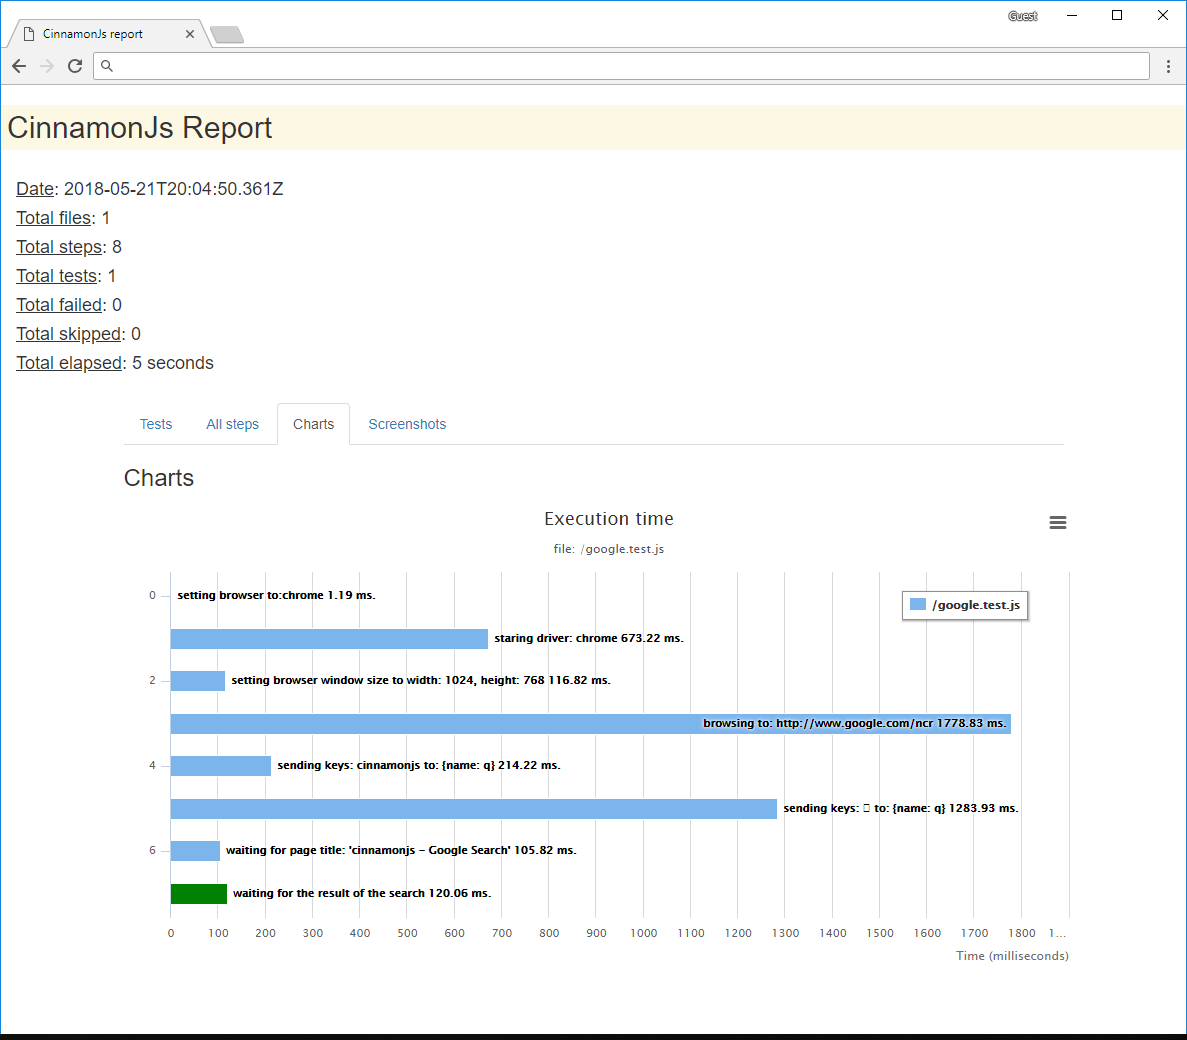 Guest
CinnamonJs report
CinnamonJs Report
Date: 2018-05-21T20:04:50.361Z
Total files: 1
Total steps: 8
Total tests: 1
Total failed: 0
Total skipped: 0
Total elapsed: 5 seconds
Tests All steps Charts Screenshots
Charts
Execution time
file: /google.test.js
/google.test.js
0 setting browser to:chrome 1.19 ms.
staring driver: chrome 673.22 ms.
2 setting browser window size to width: 1024, height: 768 116.82 ms.
browsing to: http://www.google.com/ncr 1778.83 ms.
4 sending keys: cinnamonjs to: {name: q} 214.22 ms.
sending keys:  to: {name: q} 1283.93 ms.
6 waiting for page title: 'cinnamonjs - Google Search' 105.82 ms.
waiting for the result of the search 120.06 ms.
0 100 200 300 400 500 600 700 800 900 1000 1100 1200 1300 1400 1500 1600 1700 1800 1...
Time (milliseconds)